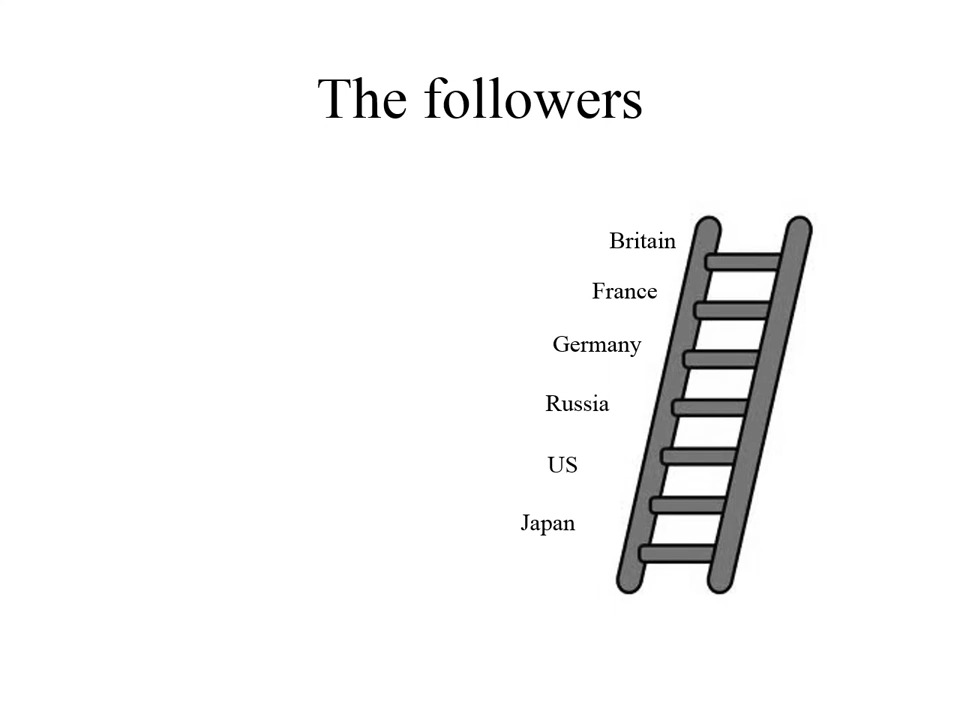 The followers
Britain
France
Germany
Russia
US
Japan